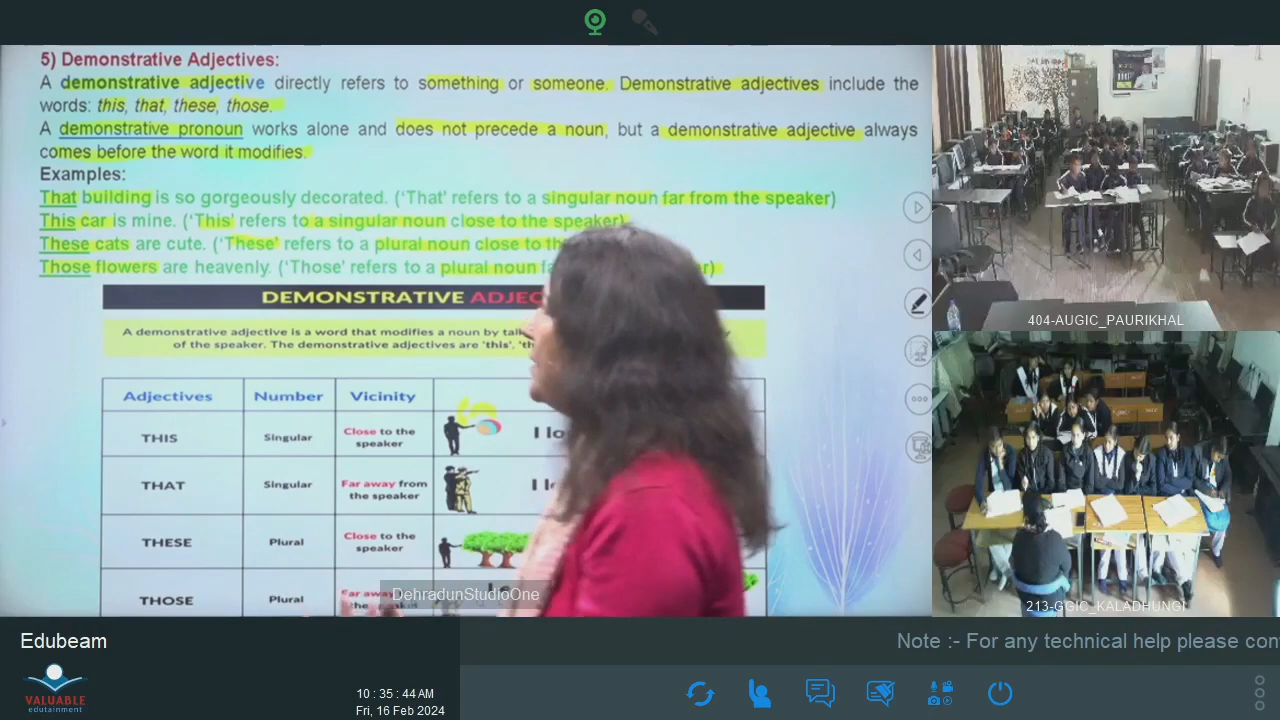 5) Demonstrative Adjectives:
A demonstrative adjective directly refers to something or someone. Demonstrative adjectives include the
words: this, that, these, those.
A demonstrative pronoun works alone and does not precede a noun, but a demonstrative adjective always
comes before the word it modifies.
Examples:
That building is so gorgeously decorated. ('That' refers to a singular noun far from the speaker)
This car is mine. ('This' refers to a singular noun close to the speaker)
These cats are cute. ('These' refers to a plural noun close to
Those flowers are heavenly. ('Those' refers to a plural noun
DEMONSTRATIVE
A demonstrative adjective is a word that modifies a noun by
of the speaker. The demonstrative adjectives are 'this',
Adjectives Number Vicinity
THIS Singular Close to the speaker I
THAT Singular Far away from the speaker I
THESE Plural Close to the speaker
THOSE Plural Far away the speaker
DehradunStudioOne
404-AUGIC_PAURIKHAL
213-GGIC_KALADHUNGI
Edubeam
Note :- For any technical help please
VALUABLE
edutainment
10 : 35 : 44 AM
Fri, 16 Feb 2024